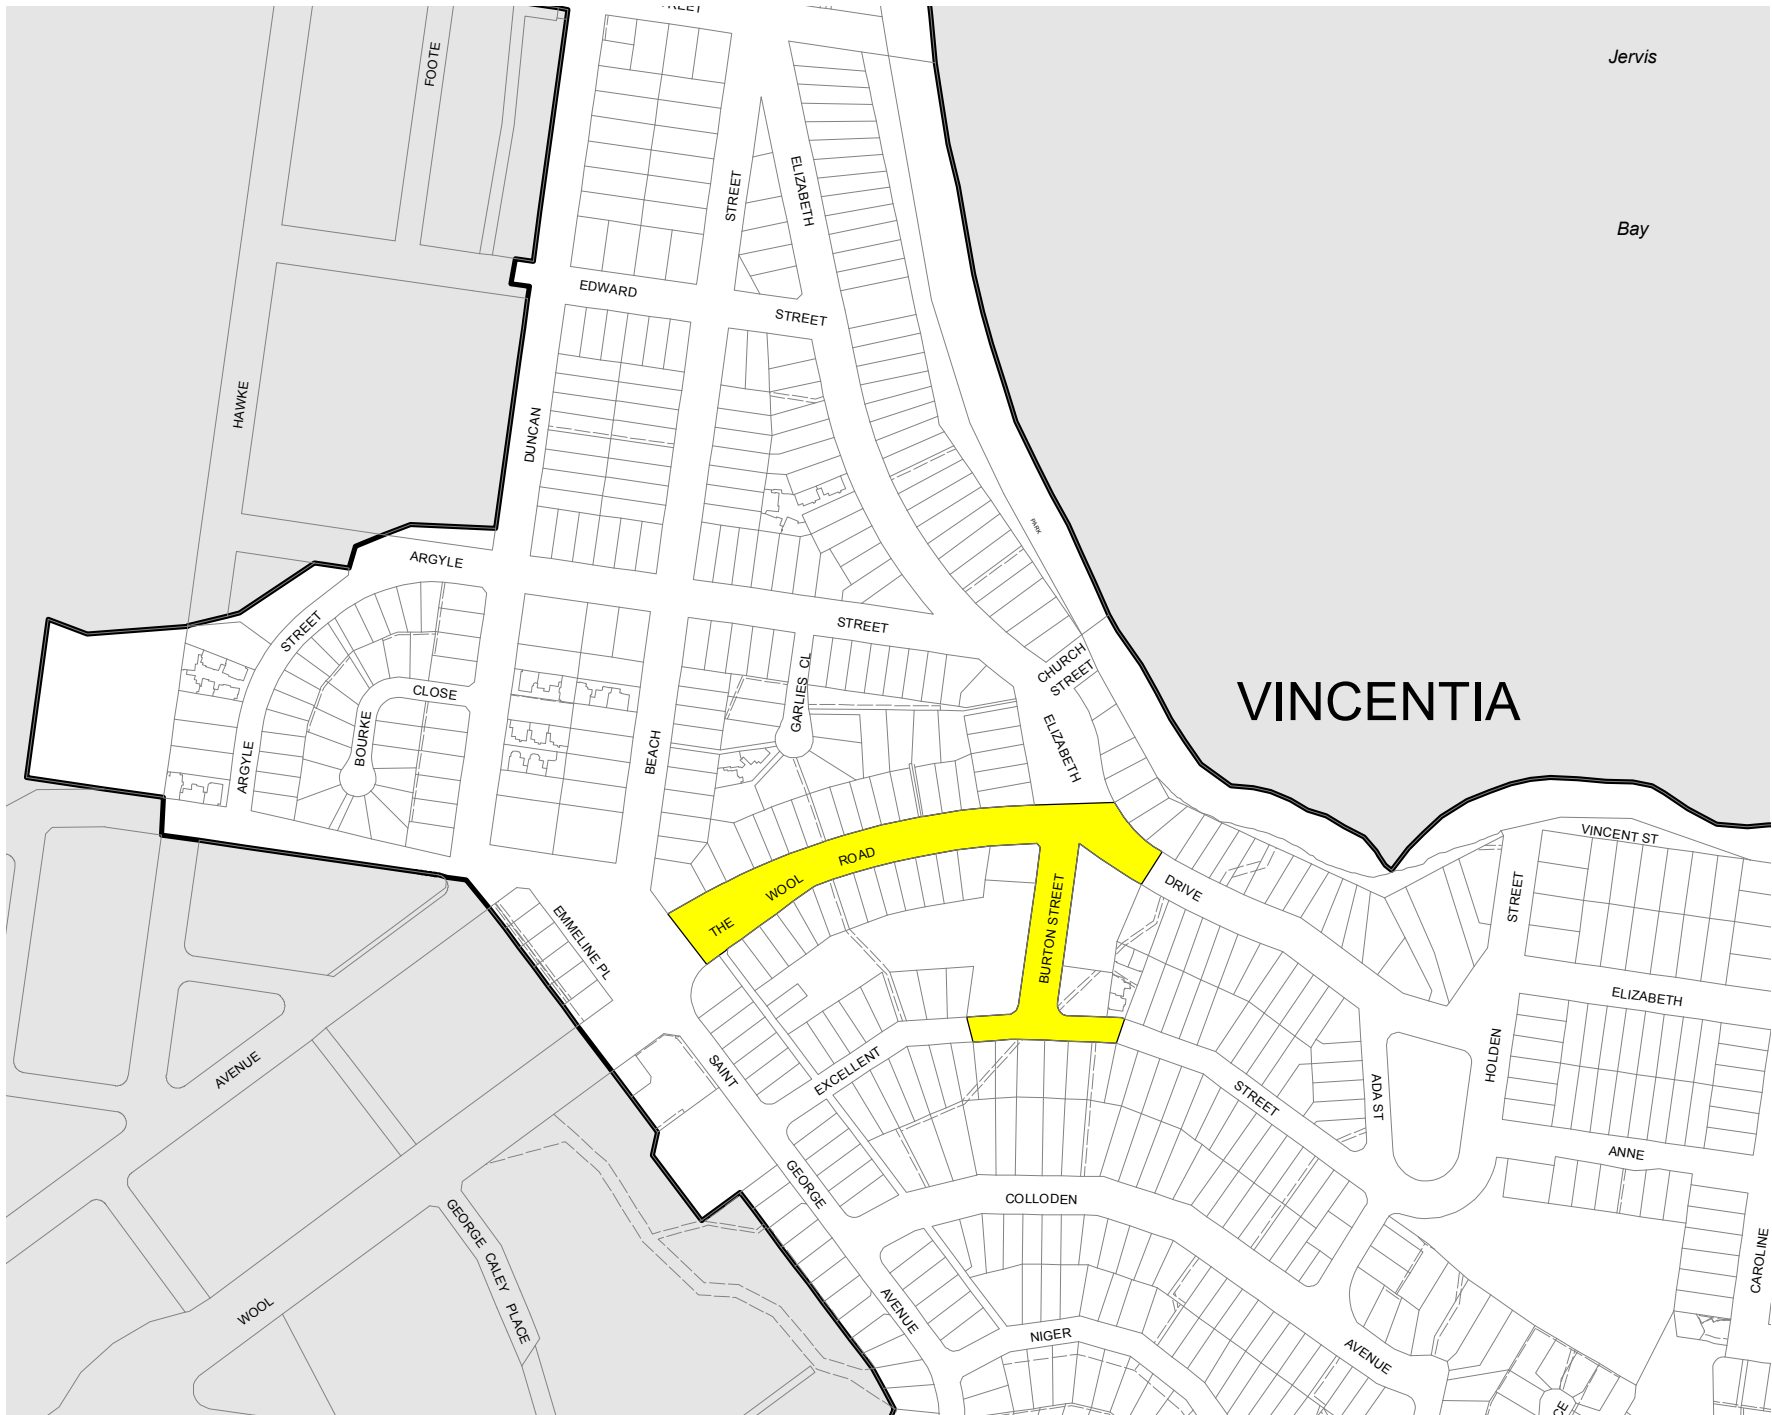 FOOTE
Jervis
Bay
STREET
ELIZABETH
EDWARD
STREET
HAWKE
DUNCAN
PARK
ARGYLE
STREET
STREET
CHURCH
STREET
CLOSE
GARLIES CL
BOURKE
ARGYLE
BEACH
ELIZABETH
VINCENTIA
VINCENT ST
THE WOOL ROAD
DRIVE
STREET
BURTON STREET
EMMELINE PL
ELIZABETH
HOLDEN
AVENUE
SAINT
EXCELLENT
STREET
ADA ST
ANNE
GEORGE
COLLODEN
GEORGE CALEY PLACE
CAROLINE
WOOL
AVENUE
NIGER
AVENUE